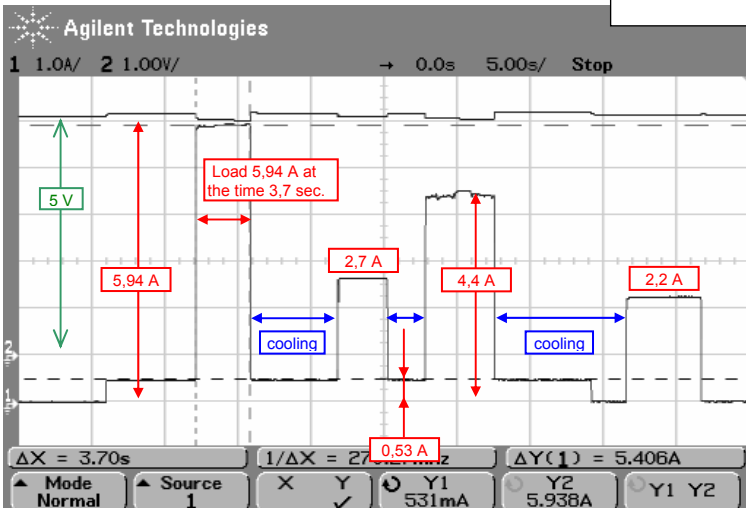 Agilent Technologies
1 1.0A/ 2 1.00V/ → 0.0s 5.00s/ Stop
Load 5,94 A at
the time 3,7 sec.
5 V
5,94 A
2,7 A
4,4 A
2,2 A
cooling
cooling
2
1
0,53 A
ΔX = 3.70s
1/ΔX =
ΔY(1) = 5.406A
Mode
Normal
Source
1
X Y
✓
Y1
531mA
Y2
5.938A
Y1 Y2